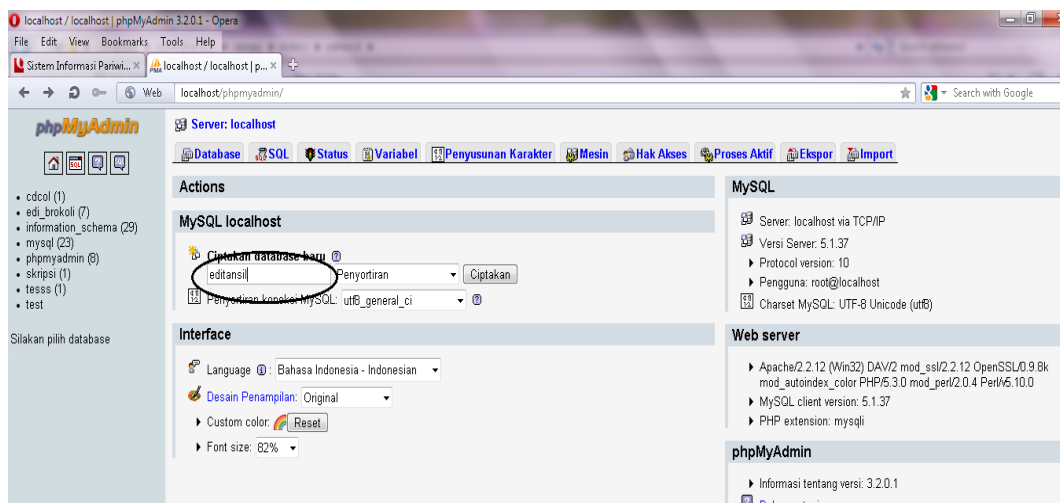 localhost / localhost | phpMyAdmin 3.2.0.1 - Opera
File Edit View Bookmarks Tools Help
Sistem Informasi Pariwi... localhost / localhost | p...
Web localhost/phpmyadmin/ Search with Google
phpMyAdmin
cdcol (1)
edi_brokoli (7)
information_schema (29)
mysql (23)
phpmyadmin (8)
skripsi (1)
tesss (1)
test
Silakan pilih database
Server: localhost
Database SQL Status Variabel Penyusunan Karakter Mesin Hak Akses Proses Aktif Ekspor Import
Actions
MySQL localhost
Ciptakan database baru
editansil Penyortiran Ciptakan
Penyortiran koneksi MySQL: utf8_general_ci
Interface
Language : Bahasa Indonesia - Indonesian
Desain Penampilan: Original
Custom color: Reset
Font size: 82%
MySQL
Server: localhost via TCP/IP
Versi Server: 5.1.37
Protocol version: 10
Pengguna: root@localhost
Charset MySQL: UTF-8 Unicode (utf8)
Web server
Apache/2.2.12 (Win32) DAV/2 mod_ssl/2.2.12 OpenSSL/0.9.8k
mod_autoindex_color PHP/5.3.0 mod_perl/2.0.4 Perl/v5.10.0
MySQL client version: 5.1.37
PHP extension: mysqli
phpMyAdmin
Informasi tentang versi: 3.2.0.1